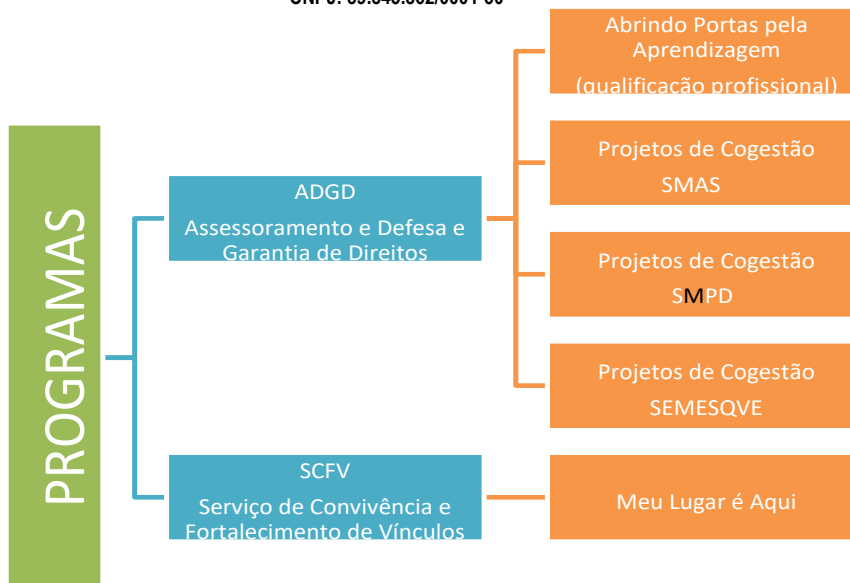 PROGRAMAS
ADGD
Assessoramento e Defesa e
Garantia de Direitos
Abrindo Portas pela
Aprendizagem
(qualificação profissional)
Projetos de Cogestão
SMAS
Projetos de Cogestão
SMPD
Projetos de Cogestão
SEMESQVE
SCFV
Serviço de Convivência e
Fortalecimento de Vínculos
Meu Lugar é Aqui